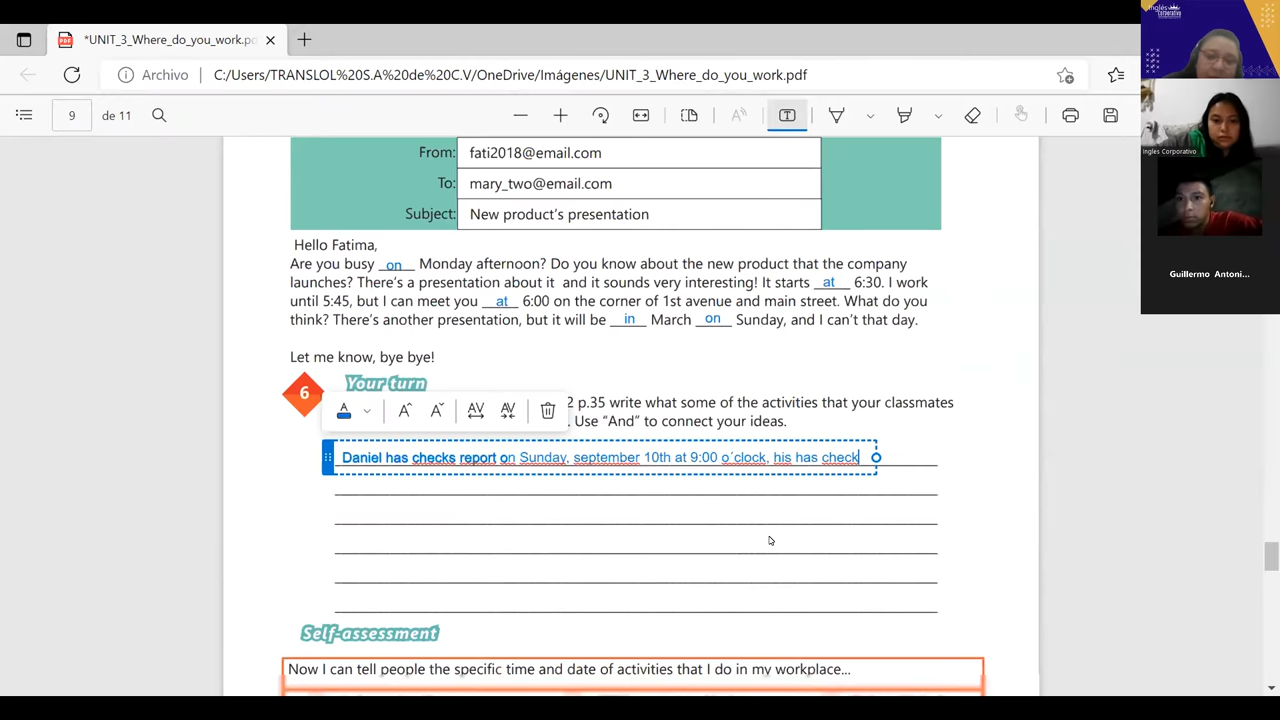 *UNIT_3_Where_do_you_work.pd
Archivo
C:/Users/TRANSLOL%20S.A%20de%20C.V/OneDrive/Imágenes/UNIT_3_Where_do_you_work.pdf
9 de 11
From: fati2018@email.com
To: mary_two@email.com
Subject: New product's presentation
Hello Fatima,
Are you busy on Monday afternoon? Do you know about the new product that the company
launches? There's a presentation about it and it sounds very interesting! It starts at 6:30. I work
until 5:45, but I can meet you at 6:00 on the corner of 1st avenue and main street. What do you
think? There's another presentation, but it will be in March on Sunday, and I can't that day.
Let me know, bye bye!
6 Your turn
2 p.35 write what some of the activities that your classmates
. Use "And" to connect your ideas.
Daniel has checks report on Sunday, september 10th at 9:00 o´clock, his has check
Self-assessment
Now I can tell people the specific time and date of activities that I do in my workplace...
Inglés Corporativo
Inglés Corporativo
Guillermo Antoni...